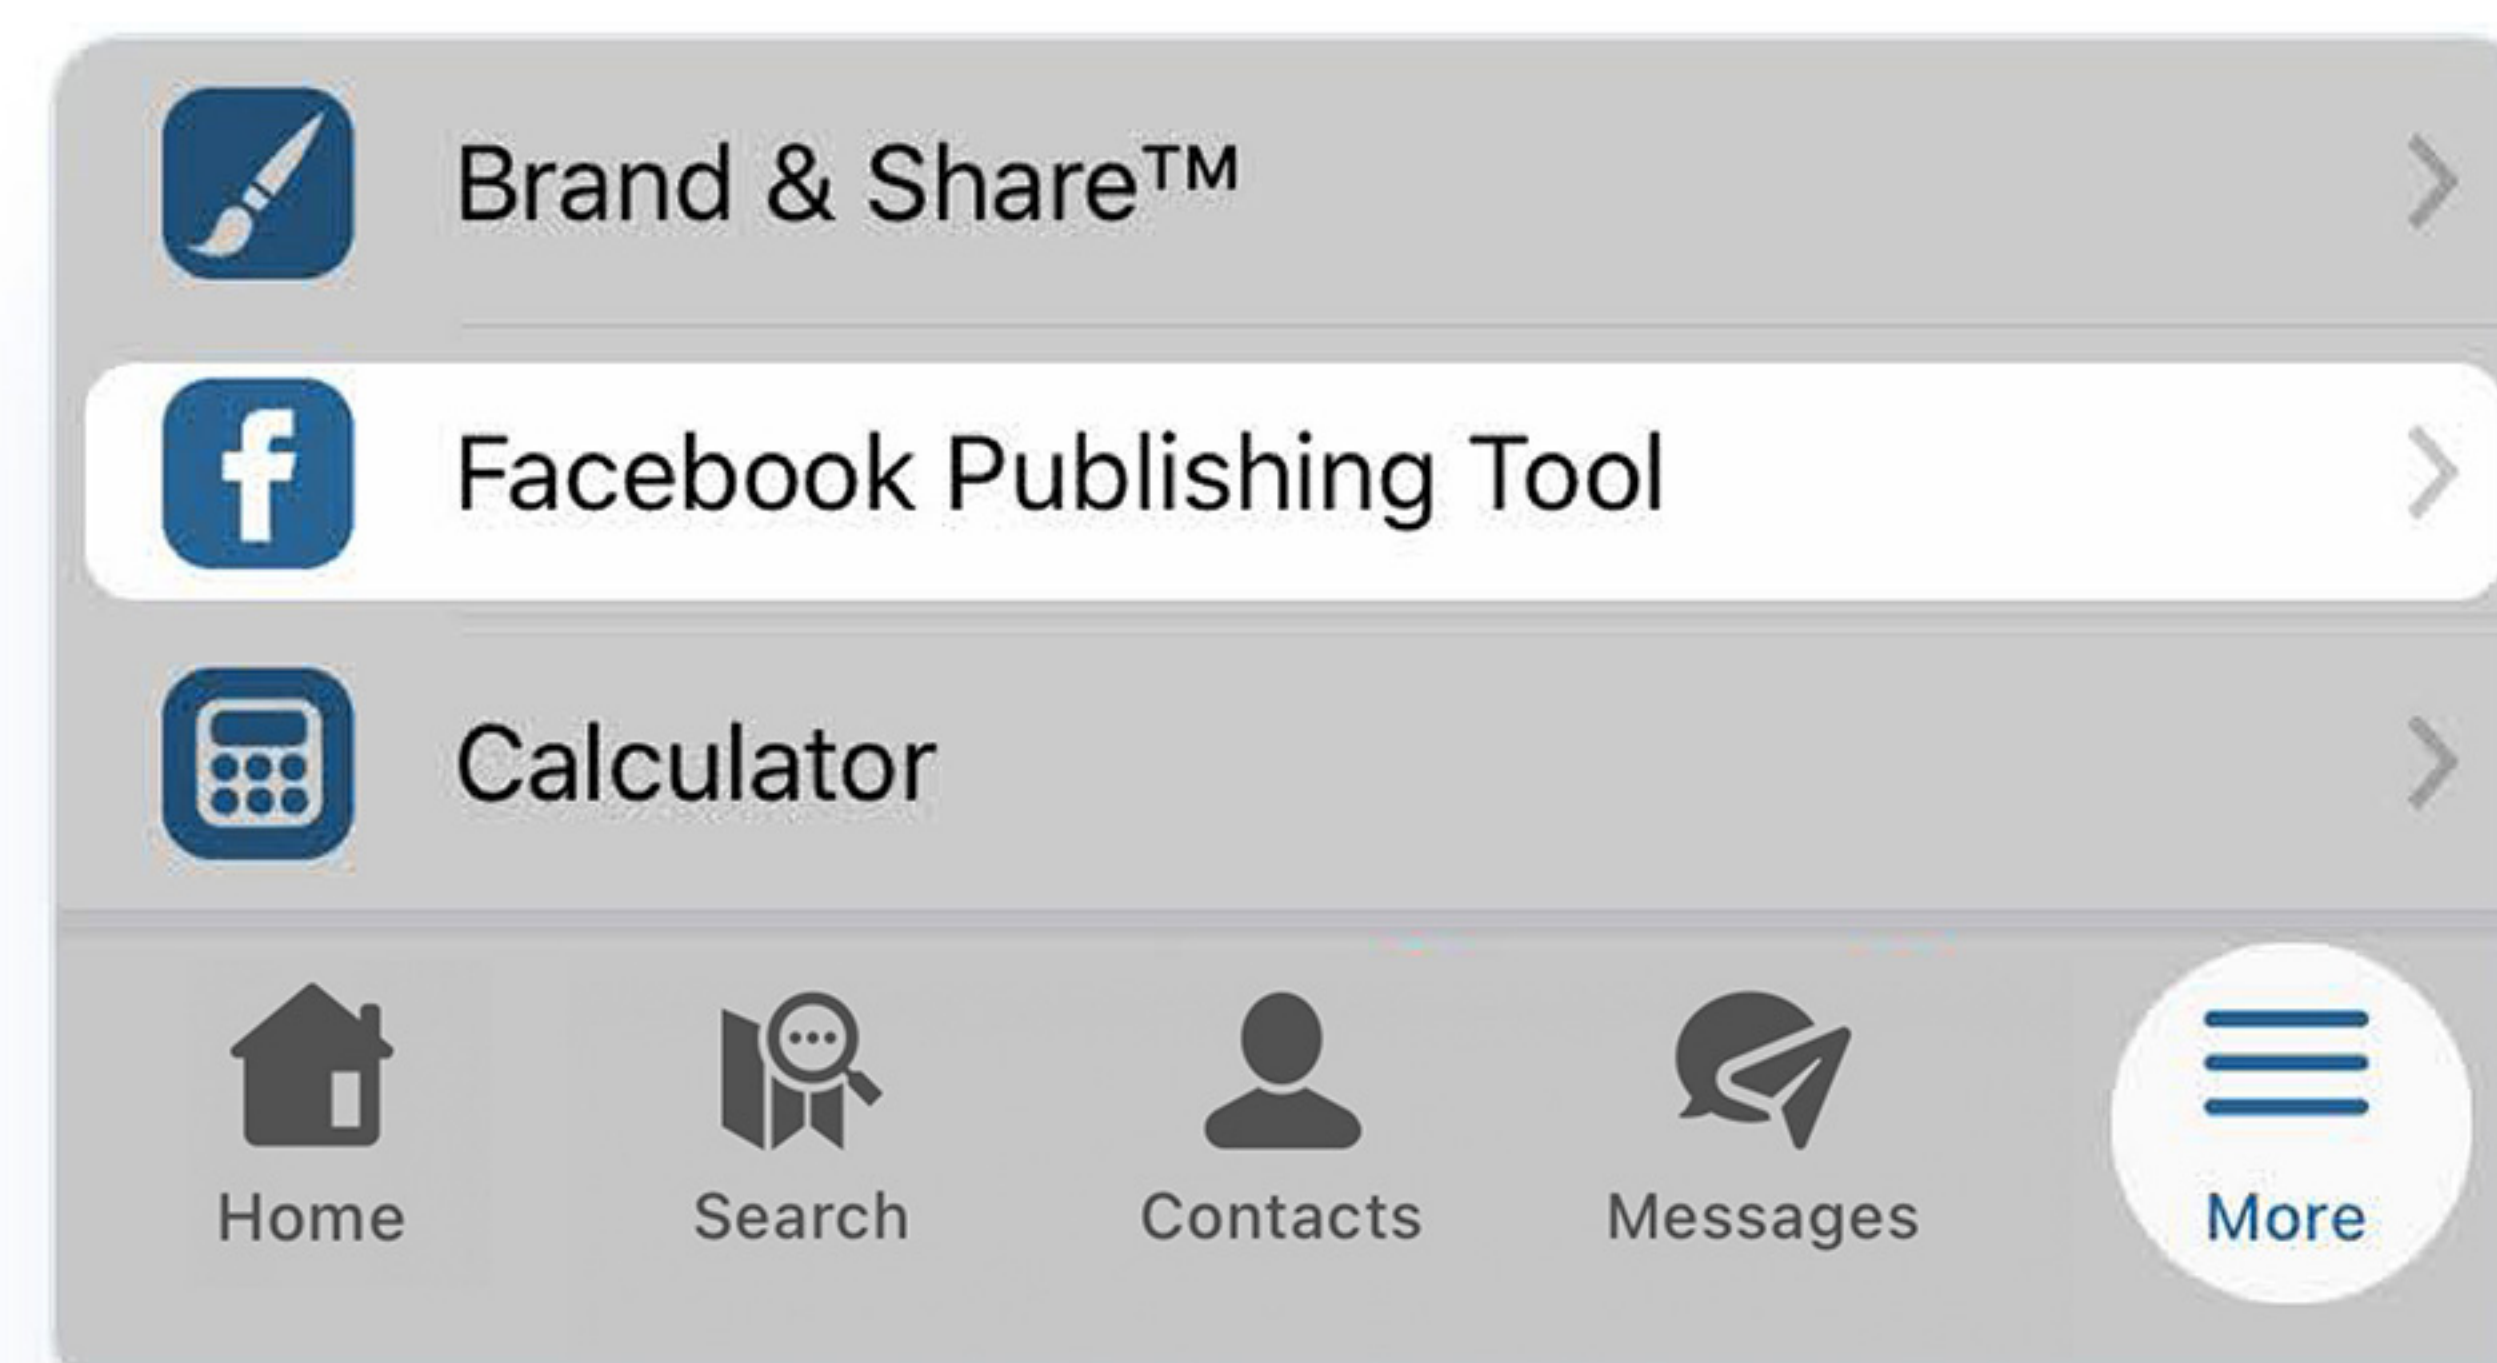 Brand & Share™
Facebook Publishing Tool
Calculator
Home Search Contacts Messages More